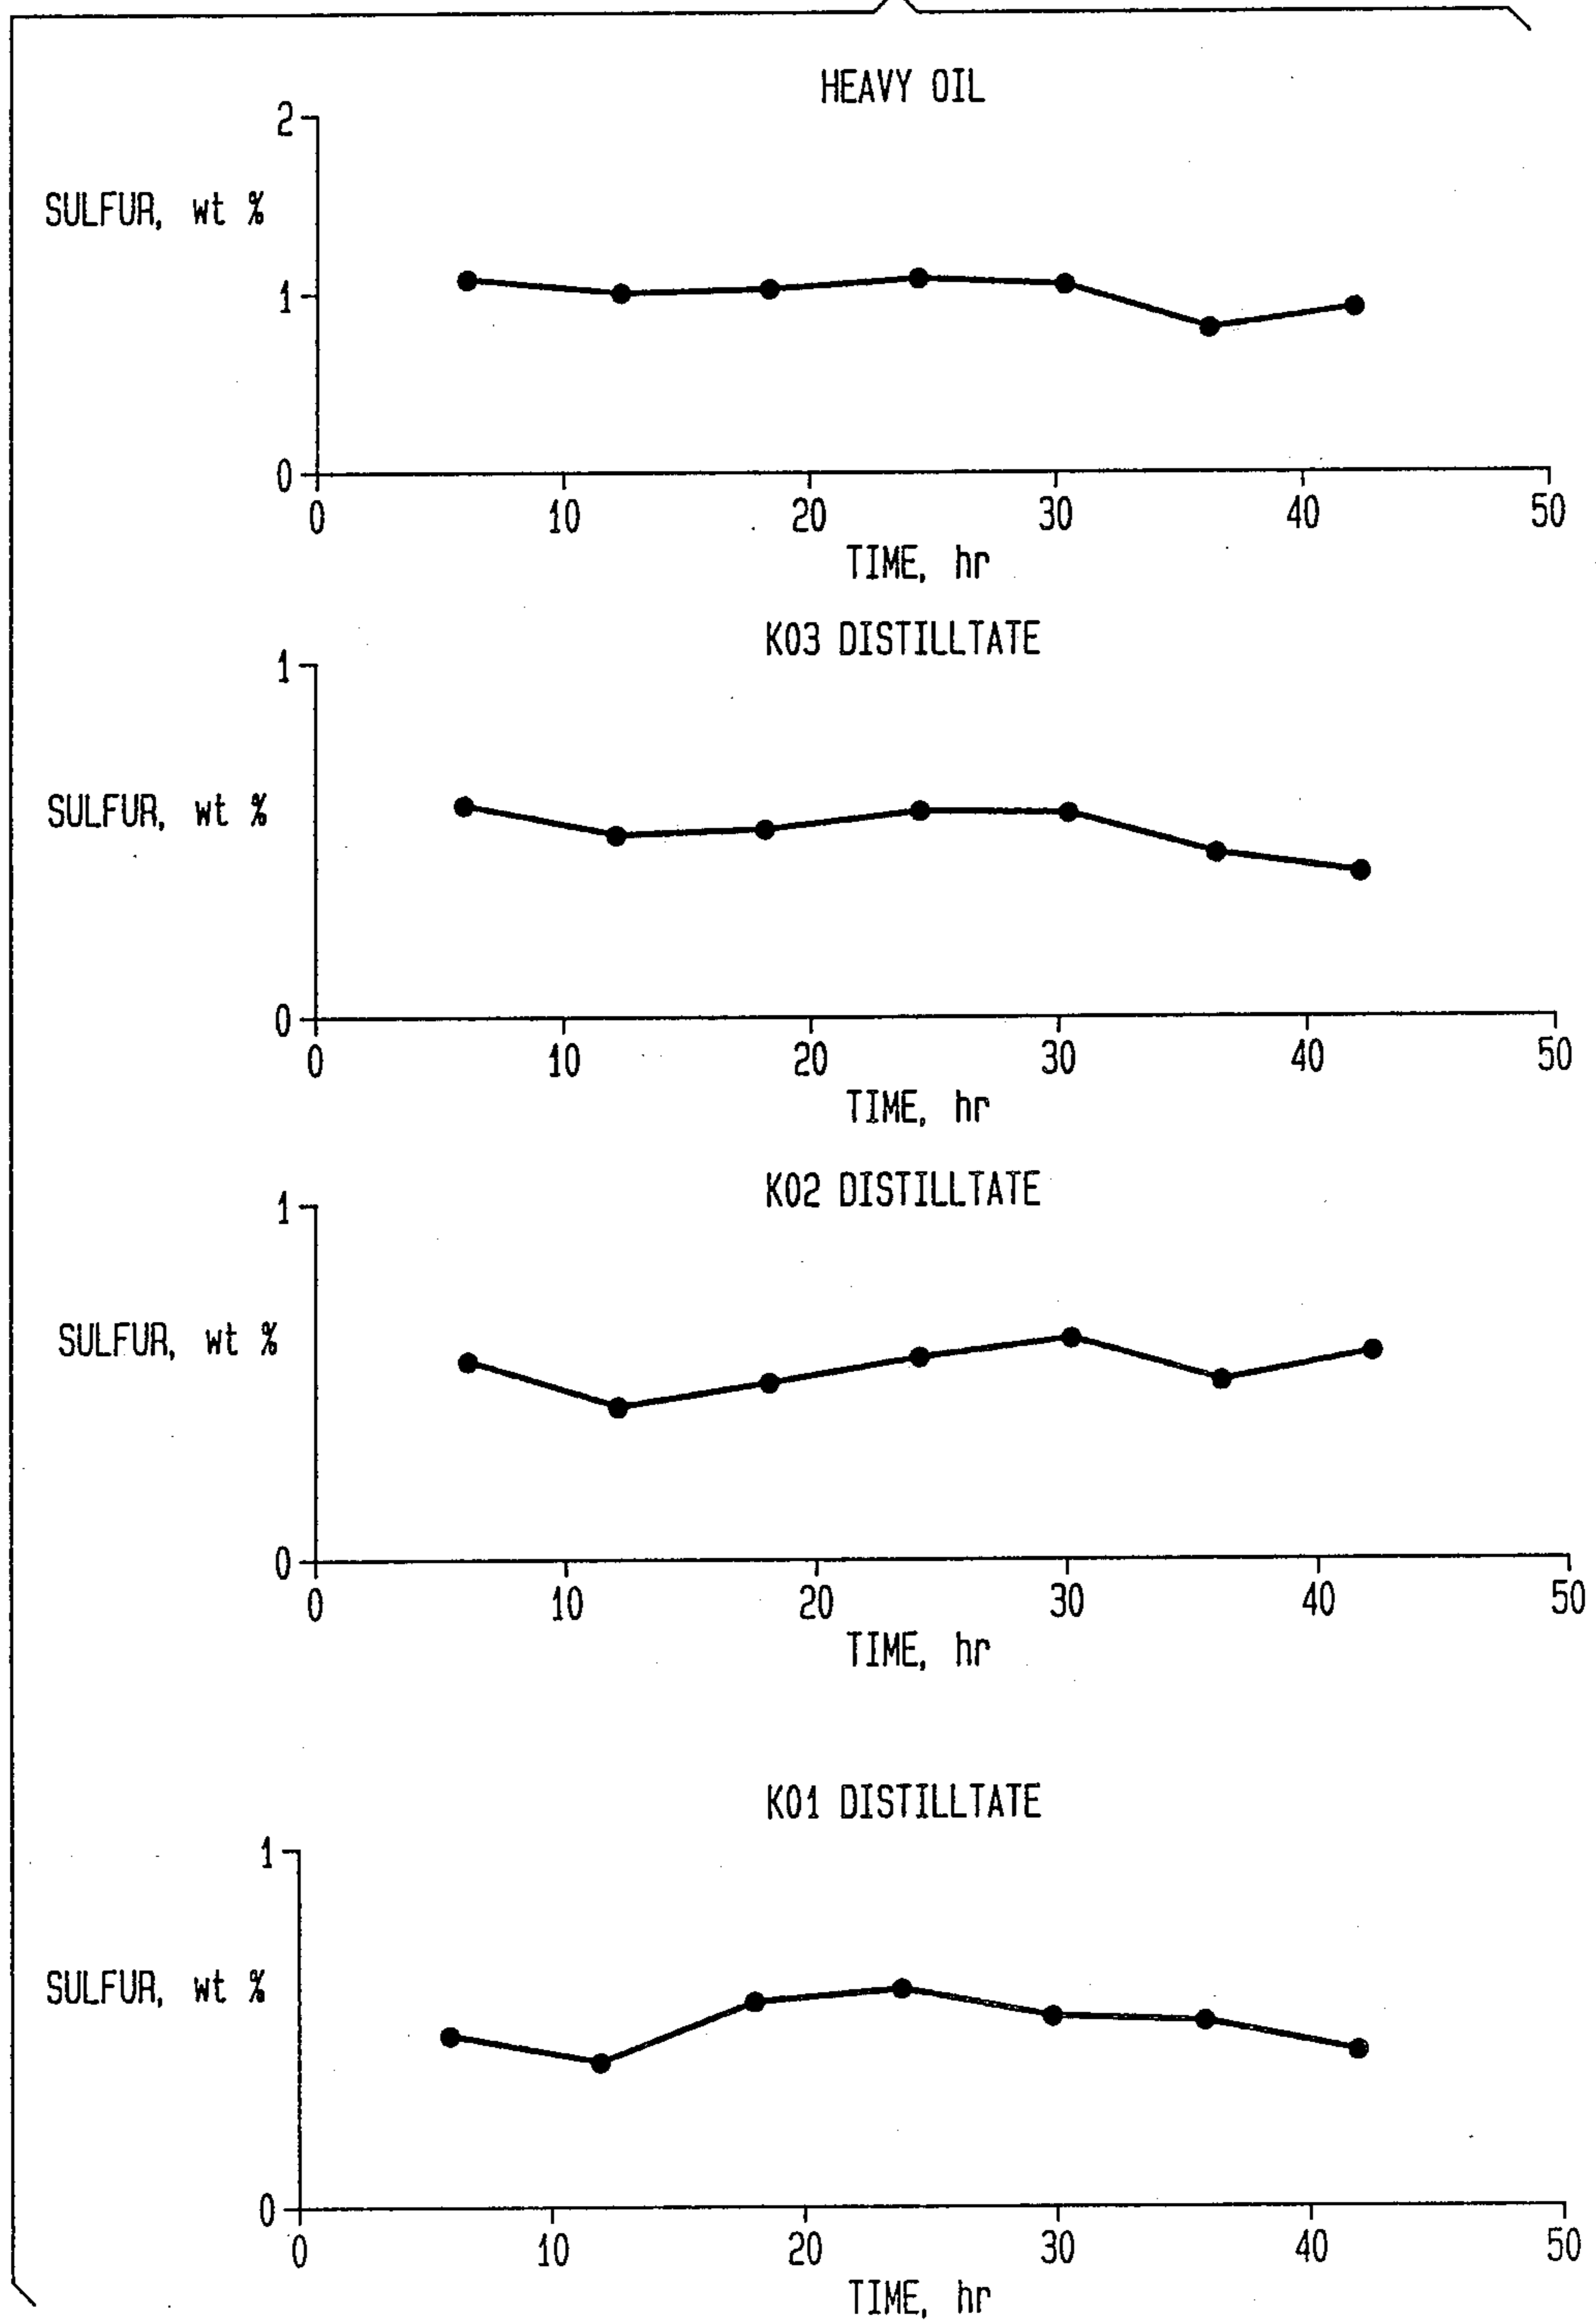 HEAVY OIL
2
SULFUR, wt %
1
0
0 10 20 30 40 50
TIME, hr
K03 DISTILLTATE
1
SULFUR, wt %
0
0 10 20 30 40 50
TIME, hr
K02 DISTILLTATE
1
SULFUR, wt %
0
0 10 20 30 40 50
TIME, hr
K01 DISTILLTATE
1
SULFUR, wt %
0
0 10 20 30 40 50
TIME, hr